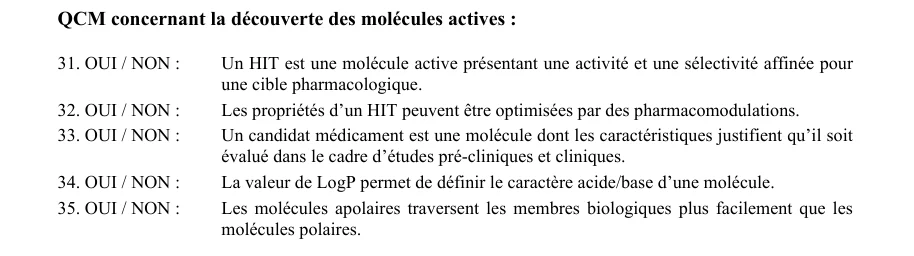 QCM concernant la découverte des molécules actives :
31. OUI / NON : Un HIT est une molécule active présentant une activité et une sélectivité affinée pour
une cible pharmacologique.
32. OUI / NON : Les propriétés d’un HIT peuvent être optimisées par des pharmacomodulations.
33. OUI / NON : Un candidat médicament est une molécule dont les caractéristiques justifient qu’il soit
évalué dans le cadre d’études pré-cliniques et cliniques.
34. OUI / NON : La valeur de LogP permet de définir le caractère acide/base d’une molécule.
35. OUI / NON : Les molécules apolaires traversent les membres biologiques plus facilement que les
molécules polaires.